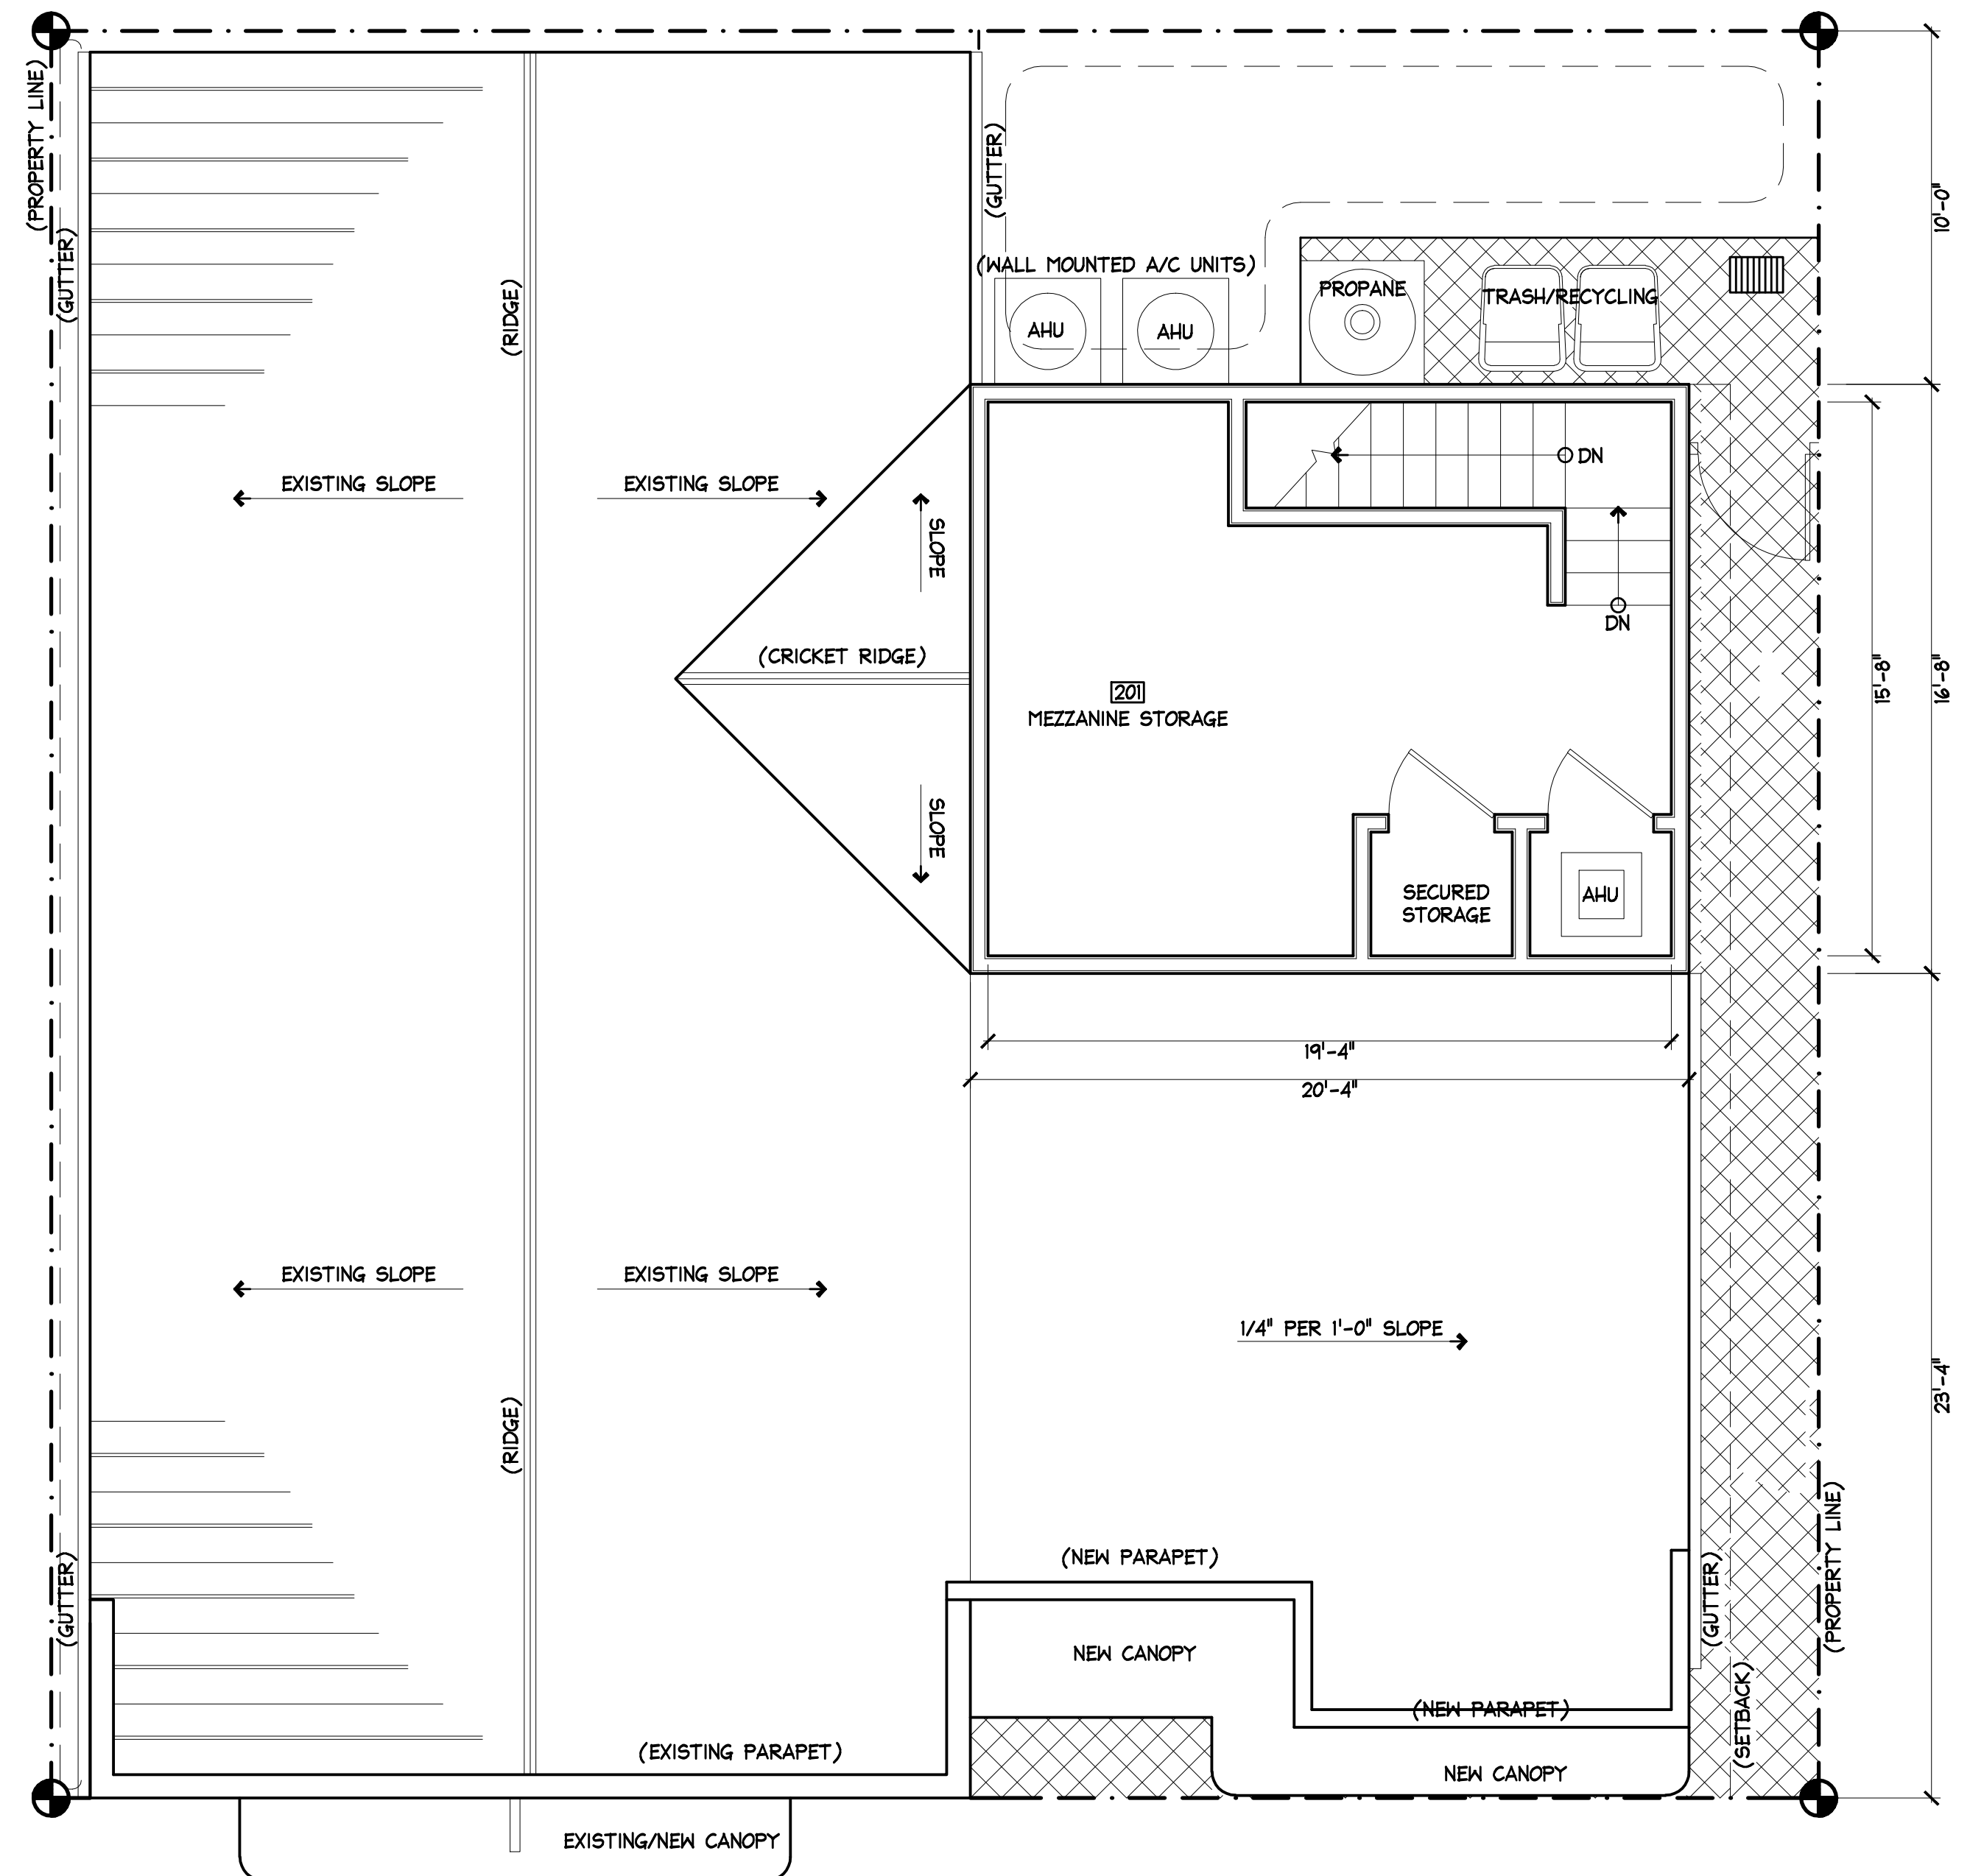 (PROPERTY LINE)
(GUTTER)
(GUTTER)
10'-0"
(WALL MOUNTED A/C UNITS)
PROPANE
TRASH/RECYCLING
AHU
AHU
(RIDGE)
EXISTING SLOPE
EXISTING SLOPE
DN
SLOPE
DN
(CRICKET RIDGE)
201
MEZZANINE STORAGE
15'-8"
16'-8"
SLOPE
SECURED
STORAGE
AHU
19'-4"
20'-4"
EXISTING SLOPE
EXISTING SLOPE
1/4" PER 1'-0" SLOPE
23'-4"
(RIDGE)
(PROPERTY LINE)
(GUTTER)
(NEW PARAPET)
(GUTTER)
NEW CANOPY
(NEW PARAPET)
(SETBACK)
(EXISTING PARAPET)
NEW CANOPY
EXISTING/NEW CANOPY